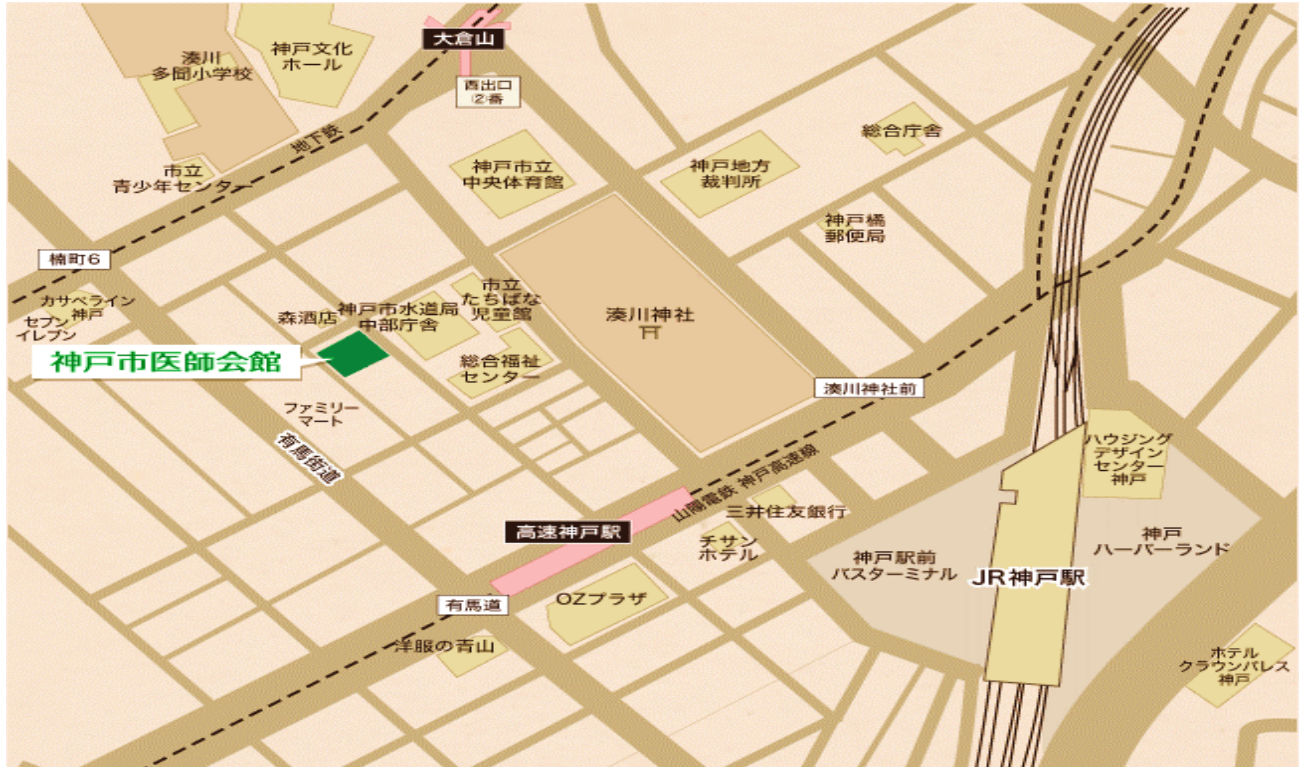 大倉山
西出口
②番
湊川
多聞小学校
神戸文化
ホール
地下鉄
市立
青少年センター
神戸市立
中央体育館
神戸地方
裁判所
総合庁舎
神戸橘
郵便局
楠町6
カサベライン
神戸
セブン
イレブン
森酒店
神戸市水道局
中部庁舎
市立
たちばな
児童館
総合福祉
センター
湊川神社
神戸市医師会館
ファミリー
マート
有馬街道
湊川神社前
山陽電鉄 神戸高速線
高速神戸駅
三井住友銀行
チサン
ホテル
ハウジング
デザイン
センター
神戸
神戸駅前
バスターミナル
JR神戸駅
神戸
ハーバーランド
有馬道
OZプラザ
洋服の青山
ホテル
クラウンパレス
神戸